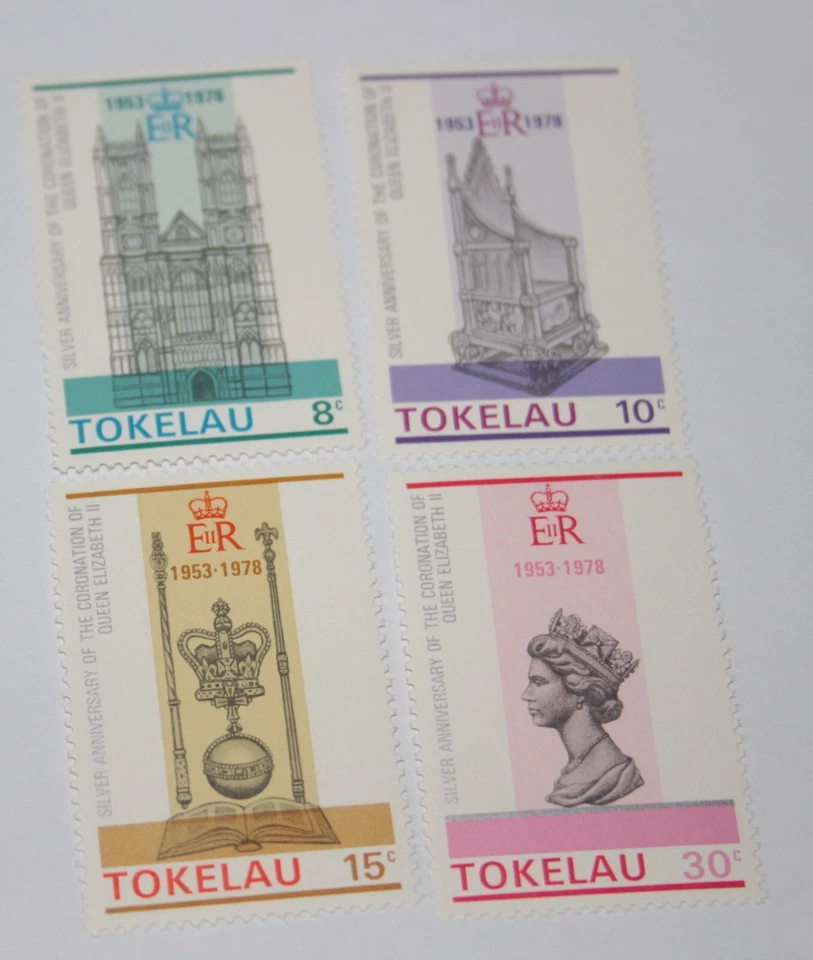 SILVER ANNIVERSARY OF THE CORONATION OF
QUEEN ELIZABETH II
1953 1978
EIIR
TOKELAU 8c
SILVER ANNIVERSARY OF THE CORONATION OF
QUEEN ELIZABETH II
1953 EIIR 1978
TOKELAU 10c
SILVER ANNIVERSARY OF THE CORONATION OF
QUEEN ELIZABETH II
EIIR
1953·1978
TOKELAU 15c
SILVER ANNIVERSARY OF THE CORONATION OF
QUEEN ELIZABETH II
EIIR
1953·1978
TOKELAU 30c